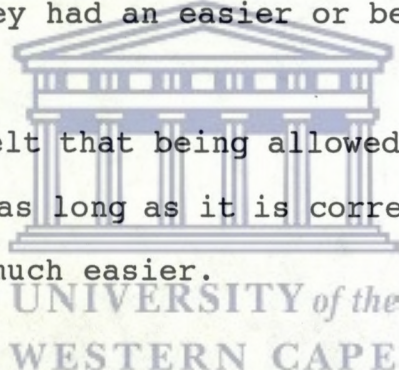 ey had an easier or be
elt that being allowed
as long as it is corre
much easier.
UNIVERSITY of the
WESTERN CAPE